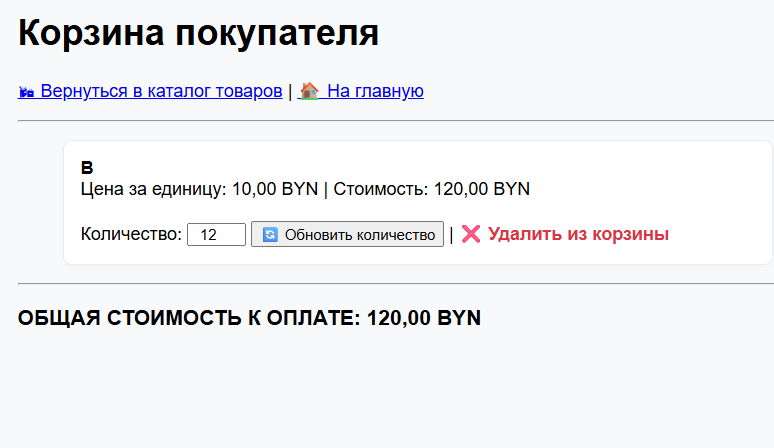 Корзина покупателя
Вернуться в каталог товаров | На главную
В
Цена за единицу: 10,00 BYN | Стоимость: 120,00 BYN
Количество: 12 Обновить количество | Удалить из корзины
ОБЩАЯ СТОИМОСТЬ К ОПЛАТЕ: 120,00 BYN